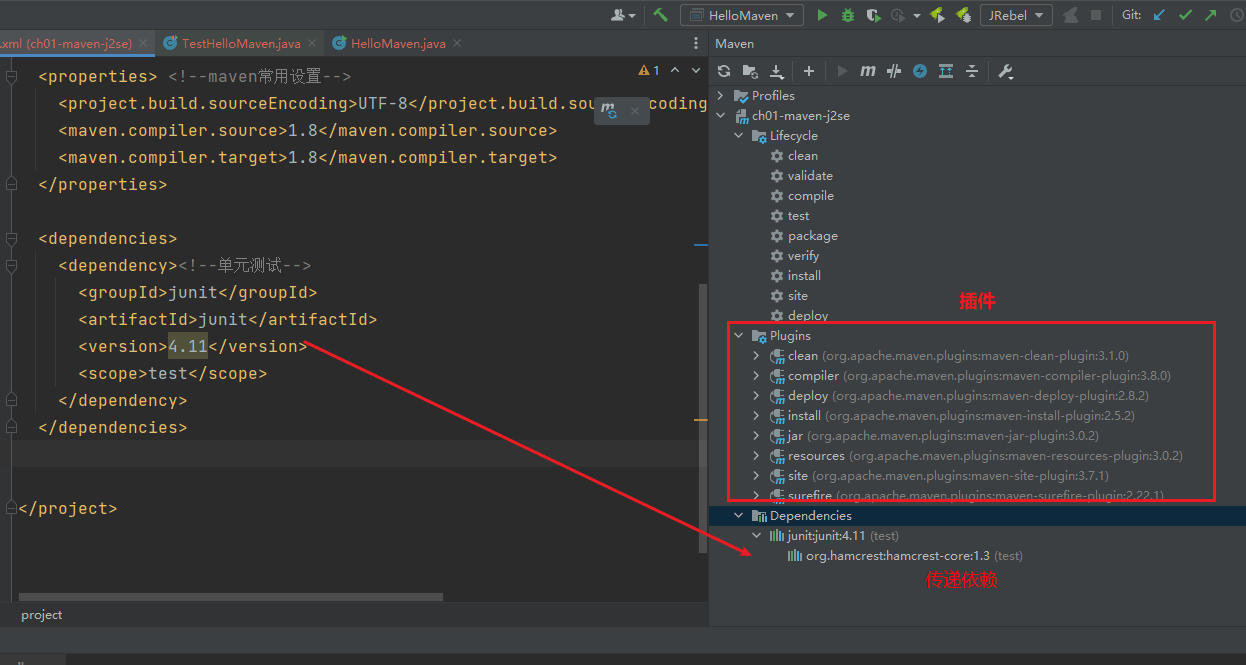 HelloMaven
JRebel
Git:
.xml (ch01-maven-j2se)
TestHelloMaven.java
HelloMaven.java
Maven
<properties> <!--maven常用设置-->
1
<project.build.sourceEncoding>UTF-8</project.build.sou coding
<maven.compiler.source>1.8</maven.compiler.source>
<maven.compiler.target>1.8</maven.compiler.target>
</properties>
<dependencies>
<dependency><!--单元测试-->
<groupId>junit</groupId>
<artifactId>junit</artifactId>
<version>4.11</version>
<scope>test</scope>
</dependency>
</dependencies>
</project>
project
Profiles
ch01-maven-j2se
Lifecycle
clean
validate
compile
test
package
verify
install
site
deploy
插件
Plugins
clean (org.apache.maven.plugins:maven-clean-plugin:3.1.0)
compiler (org.apache.maven.plugins:maven-compiler-plugin:3.8.0)
deploy (org.apache.maven.plugins:maven-deploy-plugin:2.8.2)
install (org.apache.maven.plugins:maven-install-plugin:2.5.2)
jar (org.apache.maven.plugins:maven-jar-plugin:3.0.2)
resources (org.apache.maven.plugins:maven-resources-plugin:3.0.2)
site (org.apache.maven.plugins:maven-site-plugin:3.7.1)
surefire (org.apache.maven.plugins:maven-surefire-plugin:2.22.1)
Dependencies
junit:junit:4.11 (test)
org.hamcrest:hamcrest-core:1.3 (test)
传递依赖